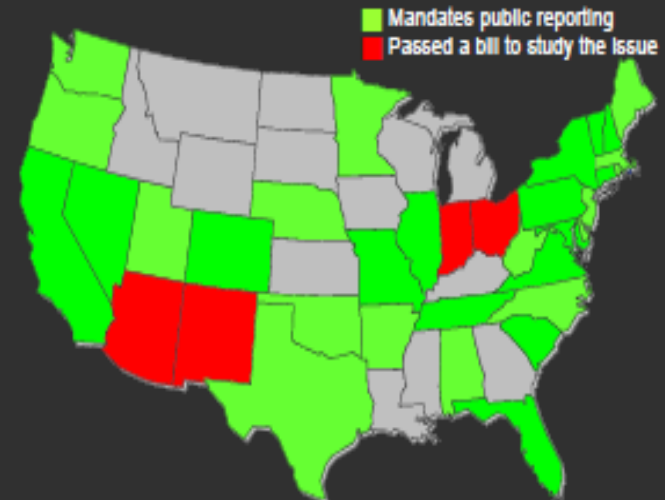 Mandates public reporting
Passed a bill to study the issue